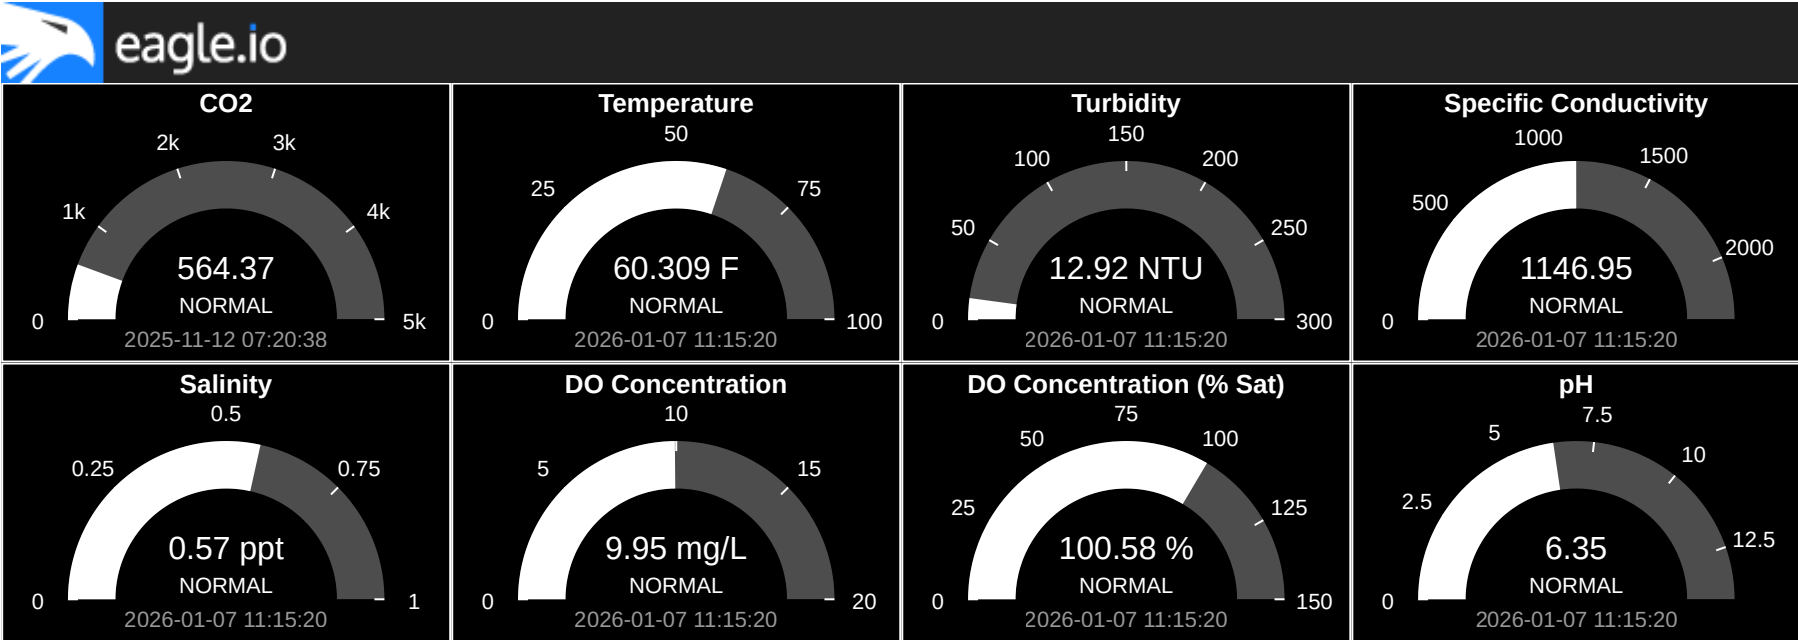 eagle.io
CO2
2k
3k
1k
4k
564.37
NORMAL
0
5k
2025-11-12 07:20:38
Temperature
50
25
75
60.309 F
NORMAL
0
100
2026-01-07 11:15:20
Turbidity
150
100
200
50
250
12.92 NTU
NORMAL
0
300
2026-01-07 11:15:20
Specific Conductivity
1000
1500
500
2000
1146.95
NORMAL
0
2026-01-07 11:15:20
Salinity
0.5
0.25
0.75
0.57 ppt
NORMAL
0
1
2026-01-07 11:15:20
DO Concentration
10
5
15
9.95 mg/L
NORMAL
0
20
2026-01-07 11:15:20
DO Concentration (% Sat)
75
50
100
25
125
100.58 %
NORMAL
0
150
2026-01-07 11:15:20
pH
7.5
5
10
2.5
12.5
6.35
NORMAL
0
2026-01-07 11:15:20